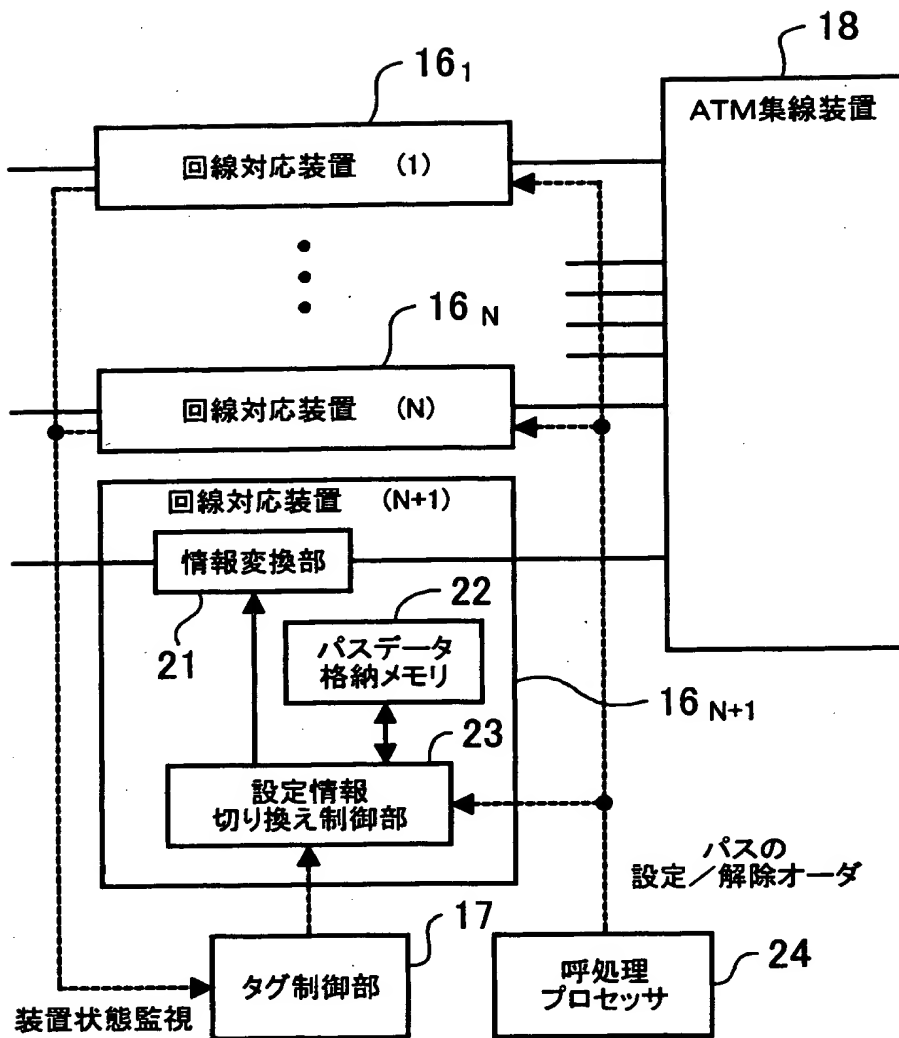 18
16₁
ATM集線装置
回線対応装置 (1)
16 N
回線対応装置 (N)
回線対応装置 (N+1)
情報変換部
21
22
パスデータ
格納メモリ
16 N+1
23
設定情報
切り換え制御部
パスの
設定／解除オーダ
17
タグ制御部
装置状態監視
24
呼処理
プロセッサ